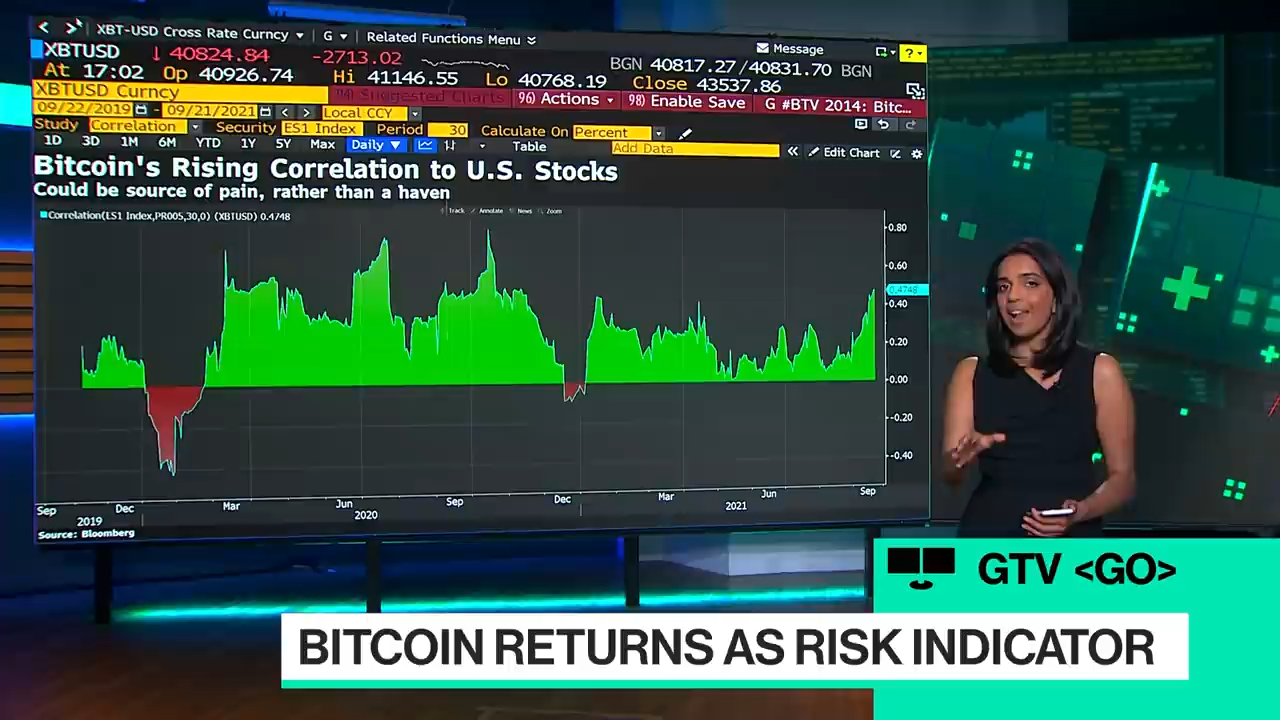 XBT-USD Cross Rate Curncy G Related Functions Menu
XBTUSD ↓ 40824.84 -2713.02 Message
BGN 40817.27/40831.70 BGN
At 17:02 Op 40926.74 Hi 41146.55 Lo 40768.19 Close 43537.86
XBTUSD Curncy 94) Suggested Charts 96) Actions 98) Enable Save G #BTV 2014: Bitc...
09/22/2019 - 09/21/2021 Local CCY
Study Correlation Security ES1 Index Period 30 Calculate On Percent
1D 3D 1M 6M YTD 1Y 5Y Max Daily ▼ Table Add Data « Edit Chart
Bitcoin's Rising Correlation to U.S. Stocks
Could be source of pain, rather than a haven
Track Annotate News Zoom
Correlation(ES1 Index,PR005,30,0) (XBTUSD) 0.4748
0.80
0.60
0.4748
0.40
0.20
0.00
-0.20
-0.40
Sep Dec Mar Jun Sep Dec Mar Jun Sep
2019 2020 2021
Source: Bloomberg
GTV <GO>
BITCOIN RETURNS AS RISK INDICATOR